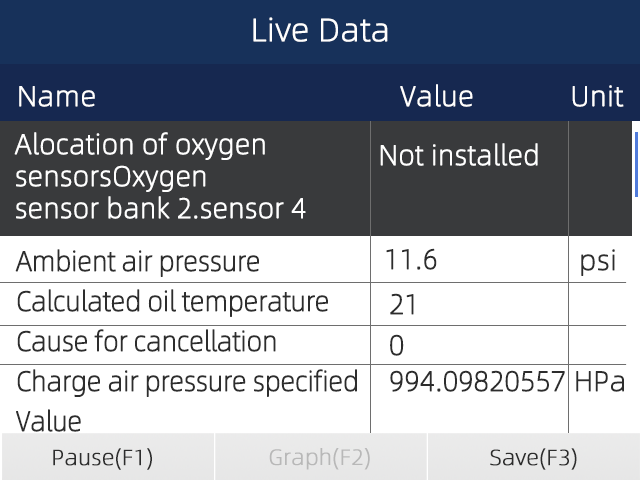 Live Data
Name Value Unit
Alocation of oxygen
sensorsOxygen
sensor bank 2.sensor 4
Not installed
Ambient air pressure 11.6 psi
Calculated oil temperature 21
Cause for cancellation 0
Charge air pressure specified 994.09820557 HPa
Value
Pause(F1) Graph(F2) Save(F3)